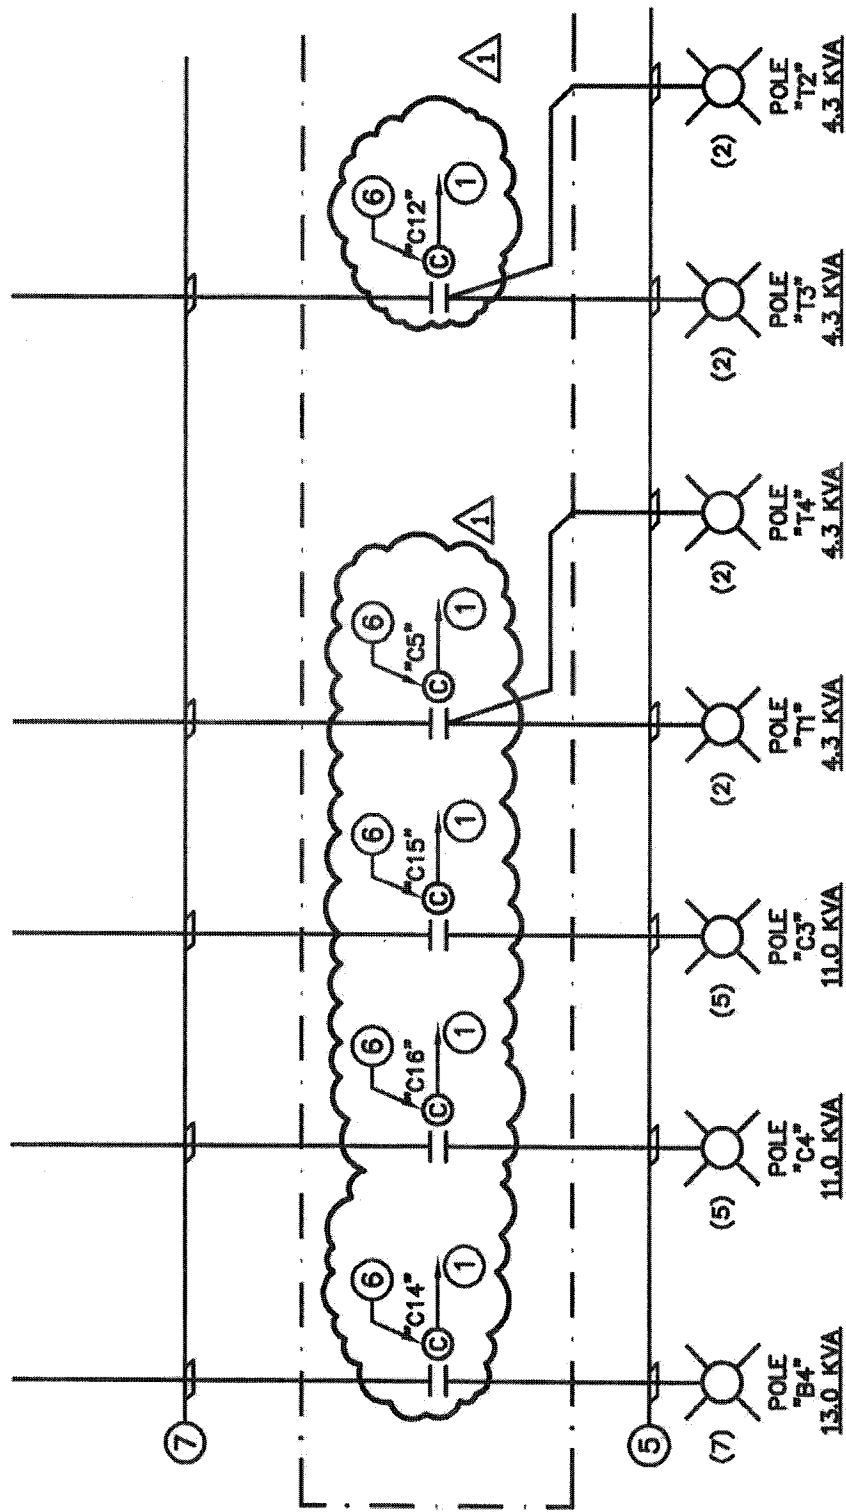 7
6
"C14"
C
1
6
"C16"
C
1
6
"C15"
C
1
6
"C5"
C
1
1
6
"C12"
C
1
1
5
(7)
POLE
"B4"
13.0 KVA
(5)
POLE
"C4"
11.0 KVA
(5)
POLE
"C3"
11.0 KVA
(2)
POLE
"T1"
4.3 KVA
(2)
POLE
"T4"
4.3 KVA
(2)
POLE
"T3"
4.3 KVA
(2)
POLE
"T2"
4.3 KVA